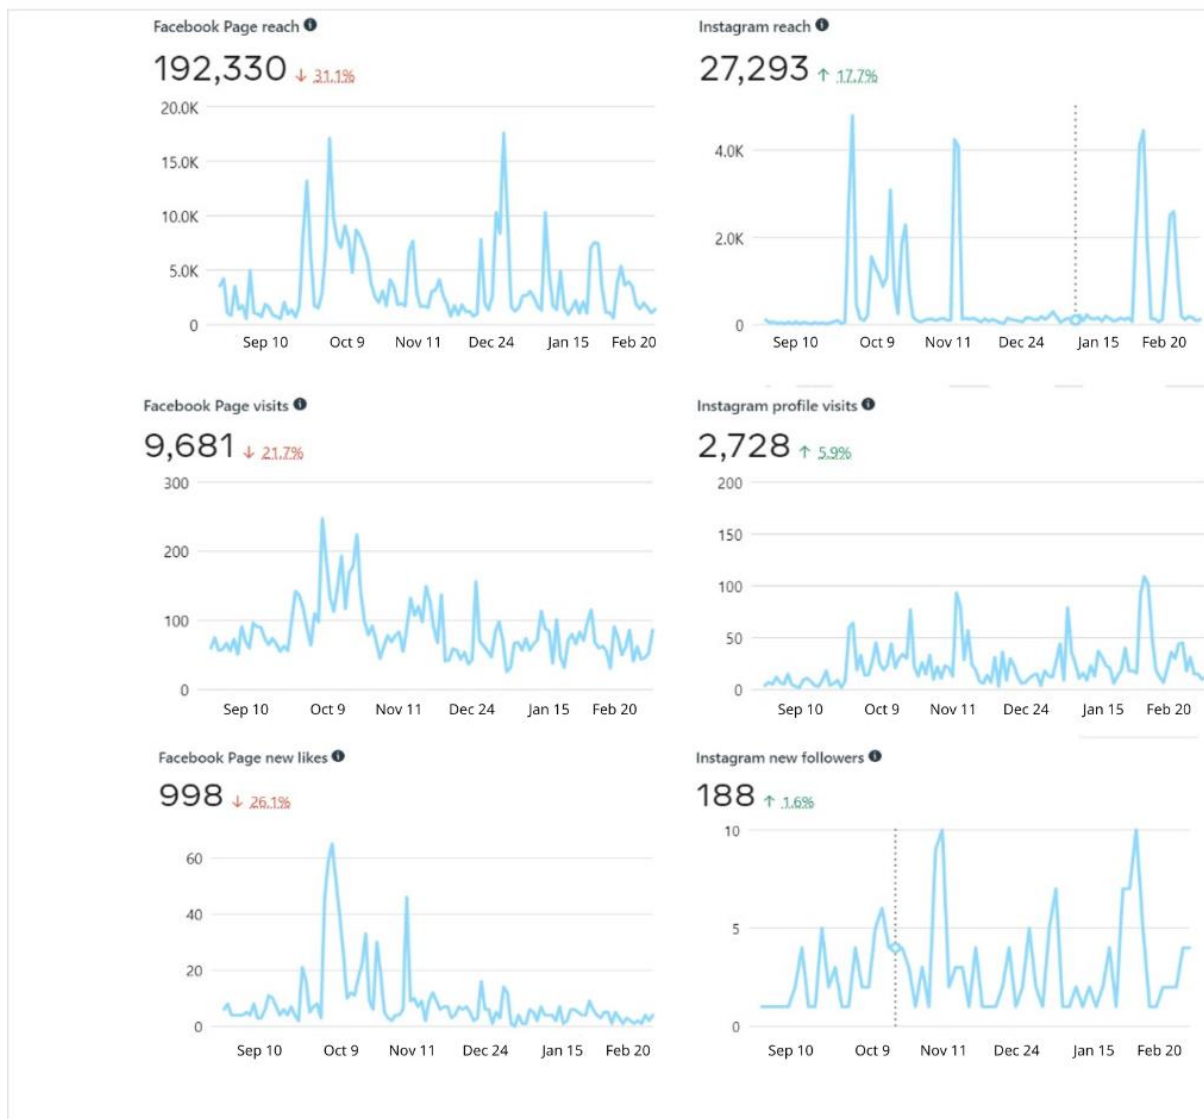 Facebook Page reach
192,330 ↓ 31.1%
20.0K
15.0K
10.0K
5.0K
0
Sep 10 Oct 9 Nov 11 Dec 24 Jan 15 Feb 20
Instagram reach
27,293 ↑ 17.7%
4.0K
2.0K
0
Sep 10 Oct 9 Nov 11 Dec 24 Jan 15 Feb 20
Facebook Page visits
9,681 ↓ 21.7%
300
200
100
0
Sep 10 Oct 9 Nov 11 Dec 24 Jan 15 Feb 20
Instagram profile visits
2,728 ↑ 5.9%
200
150
100
50
0
Sep 10 Oct 9 Nov 11 Dec 24 Jan 15 Feb 20
Facebook Page new likes
998 ↓ 26.1%
60
40
20
0
Sep 10 Oct 9 Nov 11 Dec 24 Jan 15 Feb 20
Instagram new followers
188 ↑ 1.6%
10
5
0
Sep 10 Oct 9 Nov 11 Dec 24 Jan 15 Feb 20